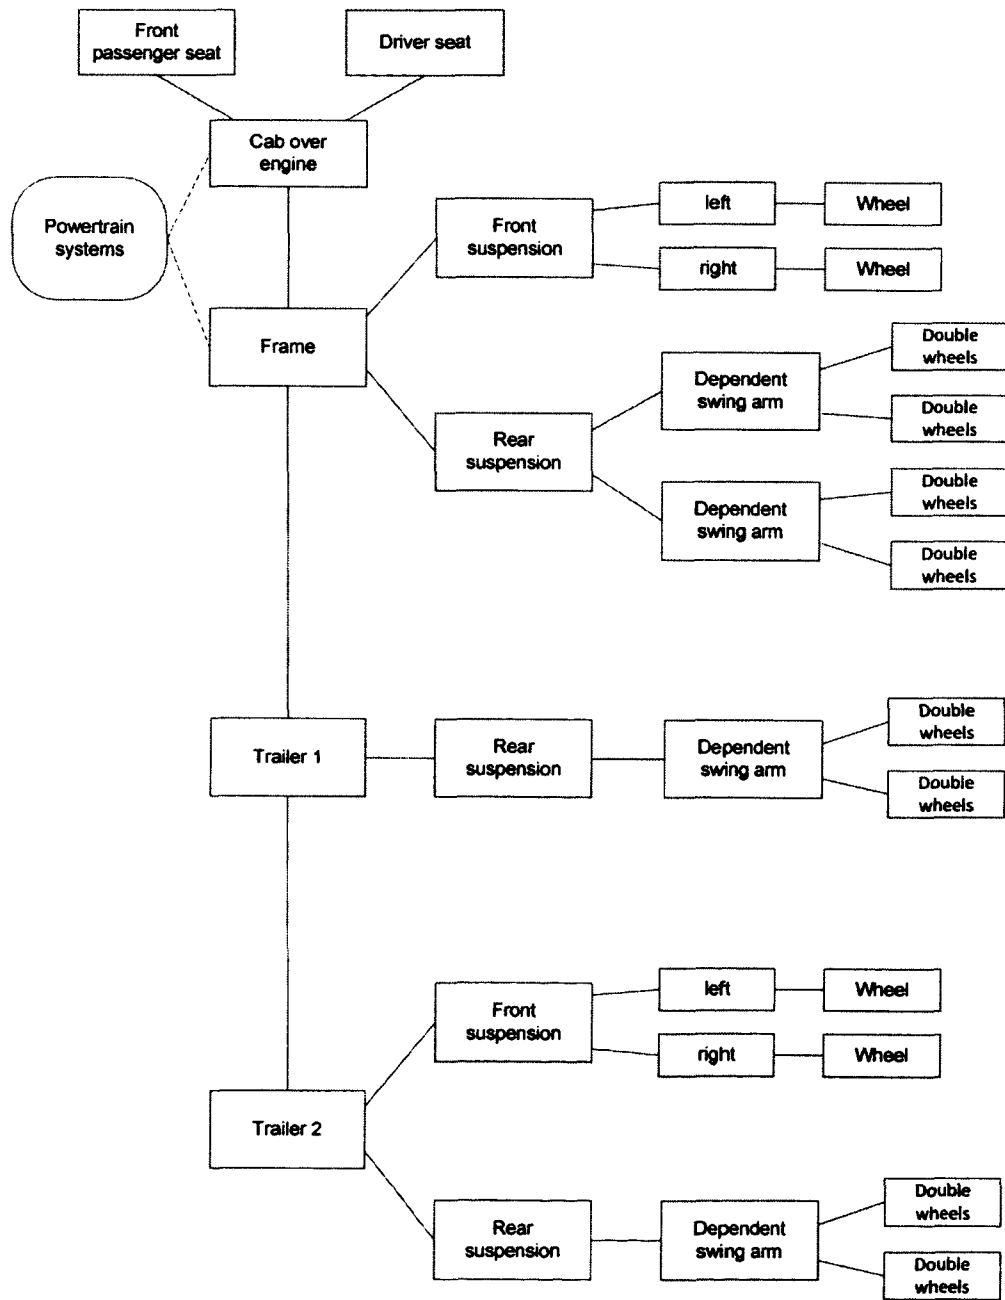 Front
passenger seat
Driver seat
Cab over
engine
Powertrain
systems
left
Wheel
Front
suspension
right
Wheel
Frame
Double
wheels
Dependent
swing arm
Double
wheels
Rear
suspension
Double
wheels
Dependent
swing arm
Double
wheels
Trailer 1
Rear
suspension
Dependent
swing arm
Double
wheels
Double
wheels
left
Wheel
Front
suspension
right
Wheel
Trailer 2
Rear
suspension
Dependent
swing arm
Double
wheels
Double
wheels